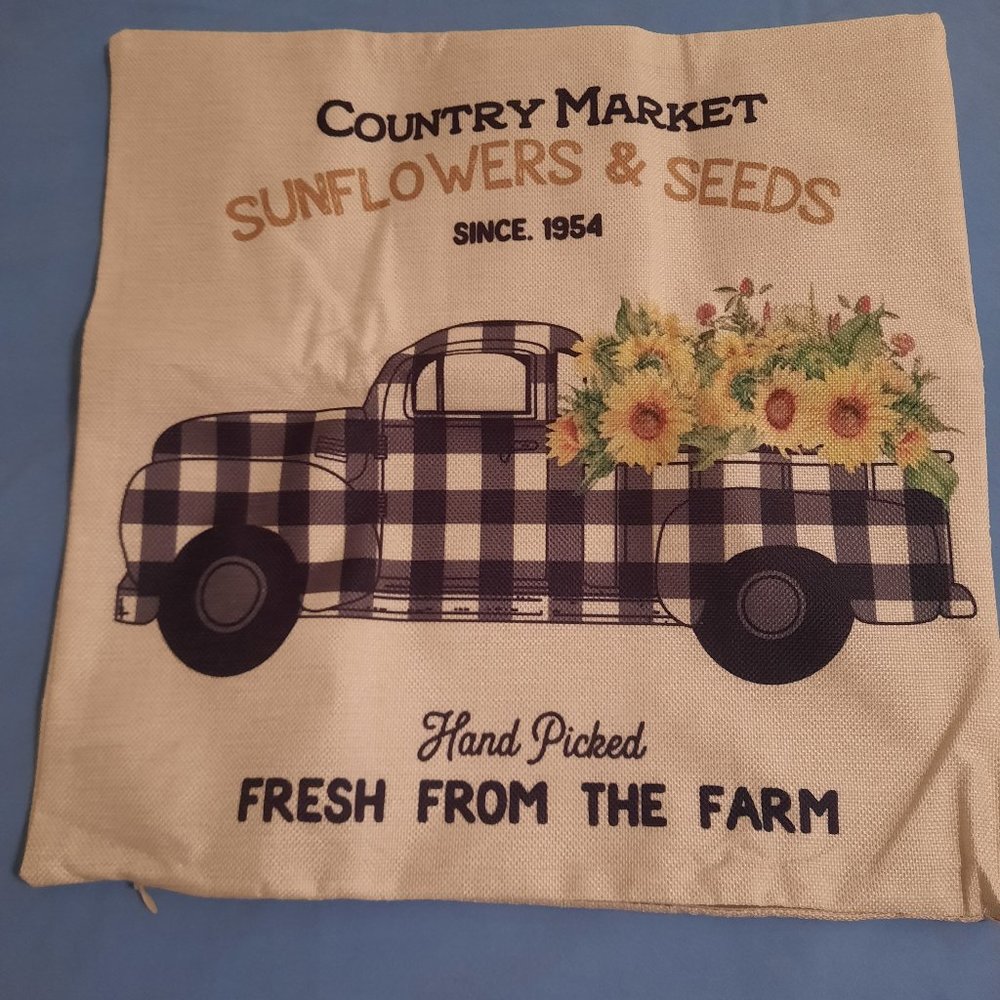 COUNTRY MARKET
SUNFLOWERS & SEEDS
SINCE. 1954
Hand Picked
FRESH FROM THE FARM